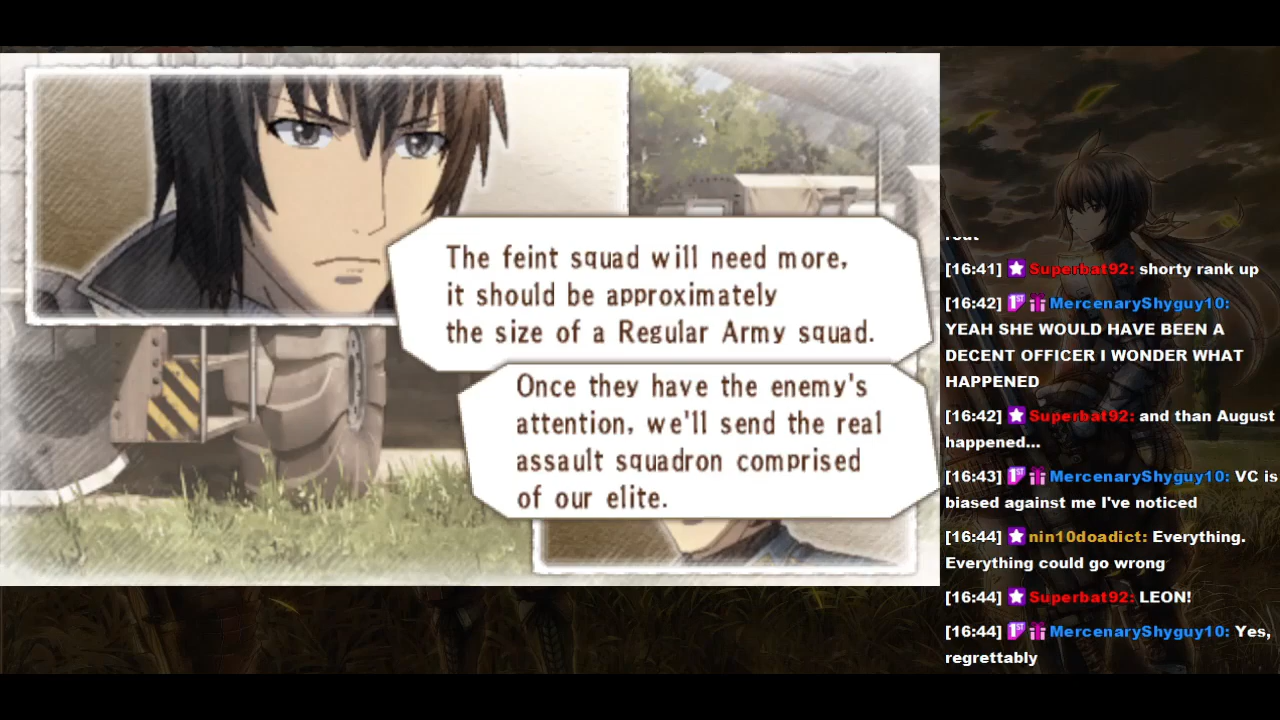 The feint squad will need more,
it should be approximately
the size of a Regular Army squad.
Once they have the enemy's
attention, we'll send the real
assault squadron comprised
of our elite.
[16:41] Superbat92: shorty rank up
[16:42] 1ST MercenaryShyguy10:
YEAH SHE WOULD HAVE BEEN A
DECENT OFFICER I WONDER WHAT
HAPPENED
[16:42] Superbat92: and than August
happened...
[16:43] 1ST MercenaryShyguy10: VC is
biased against me I've noticed
[16:44] nin10doadict: Everything.
Everything could go wrong
[16:44] Superbat92: LEON!
[16:44] 1ST MercenaryShyguy10: Yes,
regrettably